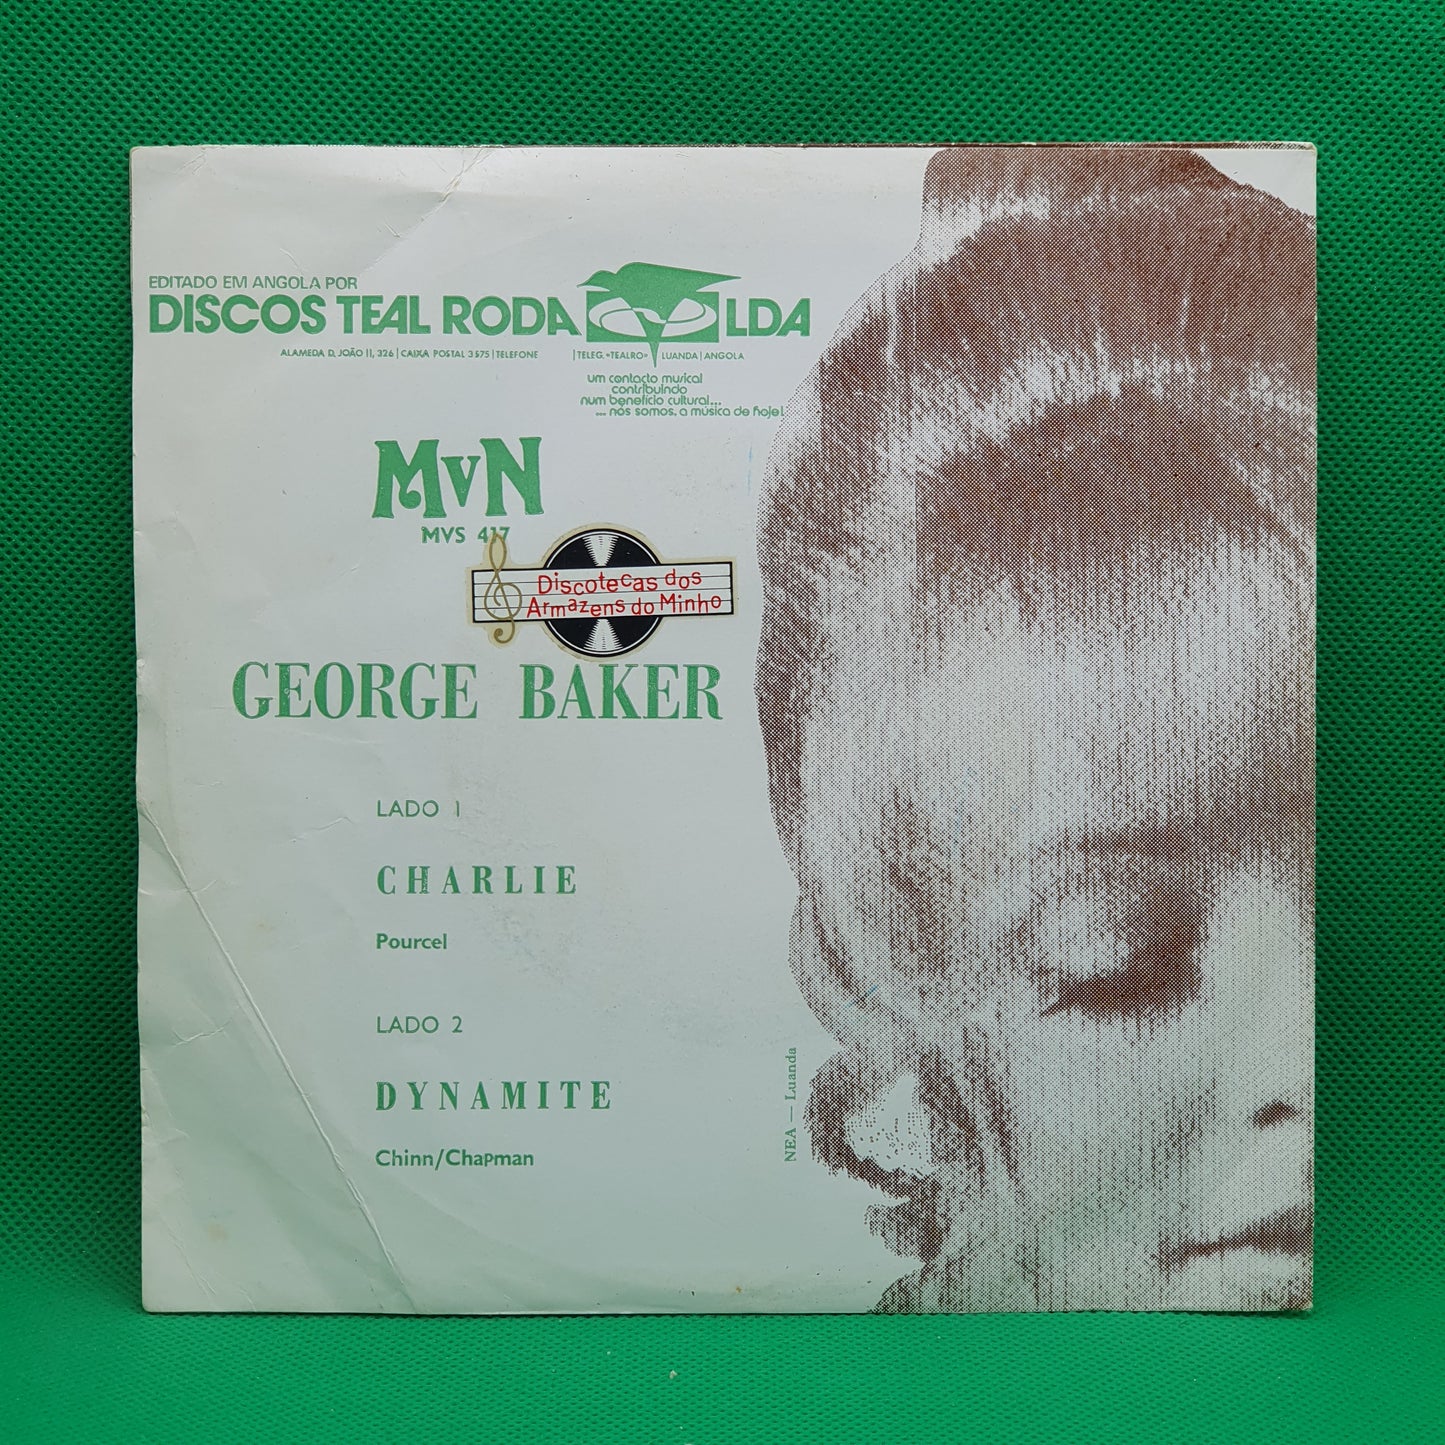 EDITADO EM ANGOLA POR
DISCOS TEAL RODA LDA
ALAMEDA D. JOÃO II, 326 | CAIXA POSTAL 3575 | TELEFONE | TELEG. «TEALRO» LUANDA | ANGOLA
um contacto musical
contribuindo
num benefício cultural...
... nós somos, a música de hoje!
MvN
MVS 417
Discotecas dos
Armazens do Minho
GEORGE BAKER
LADO 1
CHARLIE
Pourcel
LADO 2
DYNAMITE
Chinn/Chapman
NEA — Luanda